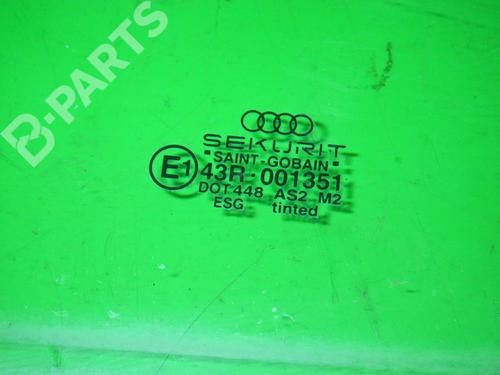 B-PARTS
SEKURIT
SAINT-GOBAIN
E1 43R-001351
DOT 448 AS2 M2
ESG tinted